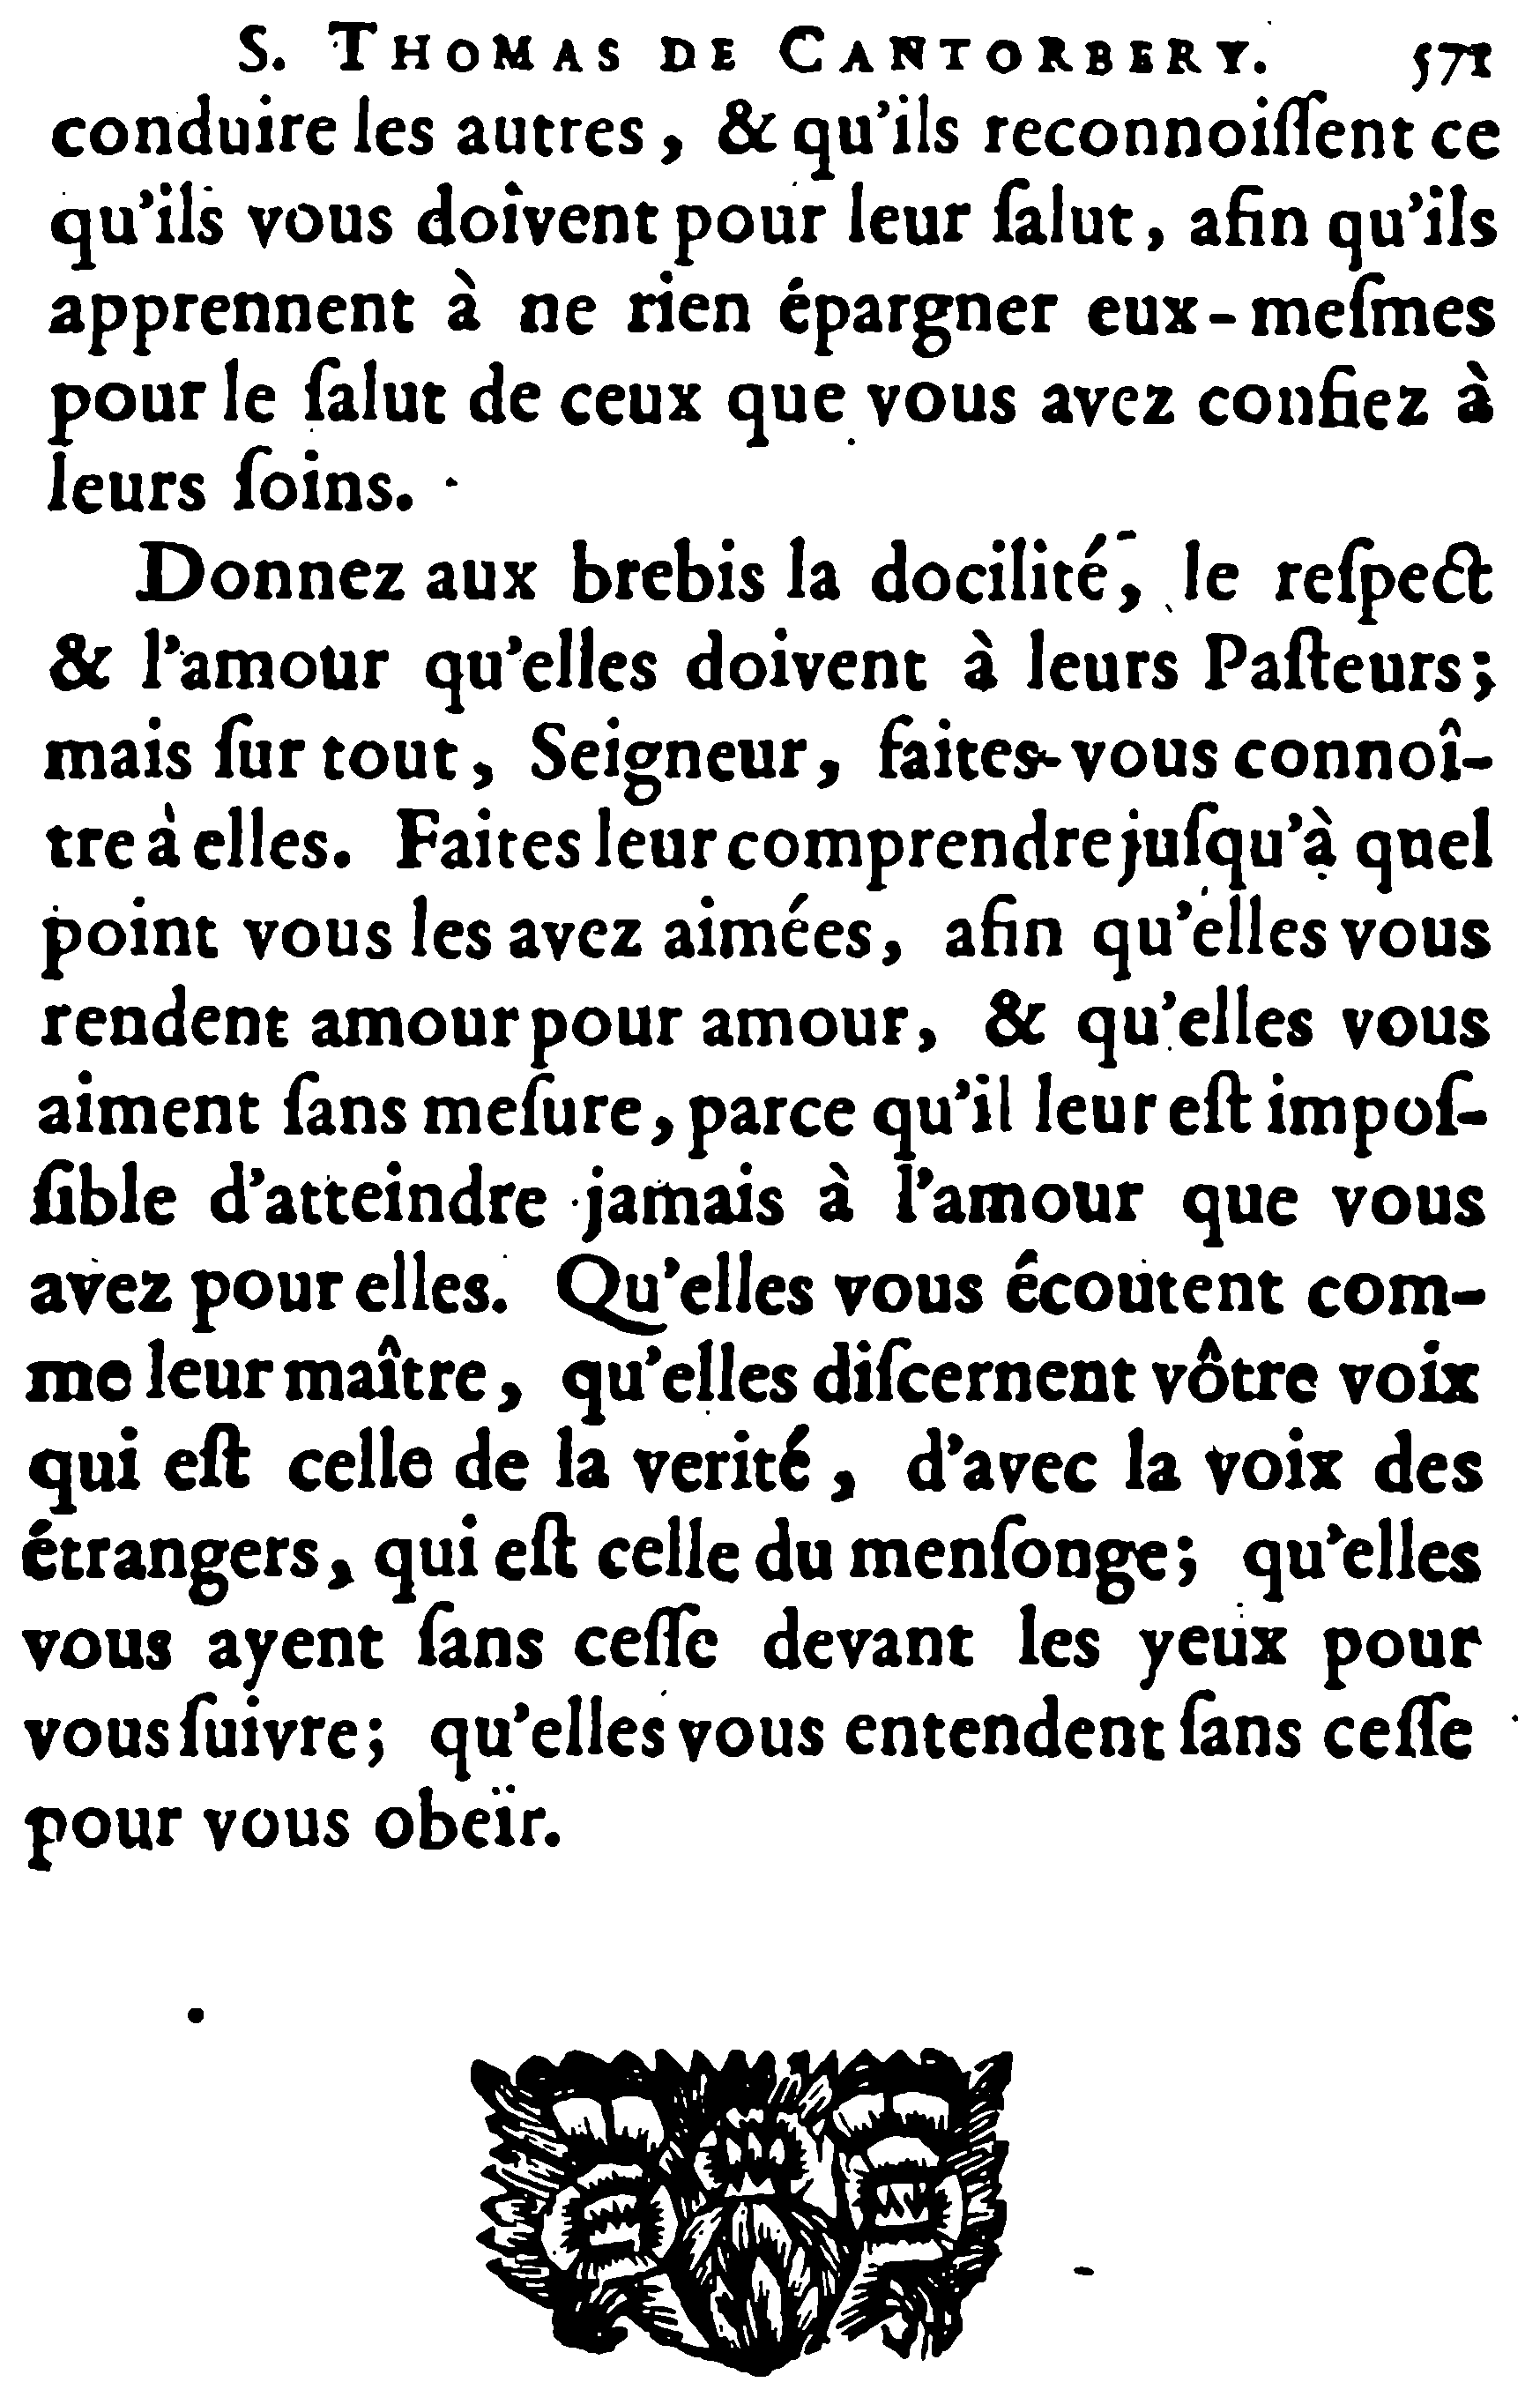 S. THOMAS DE CANTORBERY. 571
conduire les autres, & qu'ils reconnoiſſent ce
qu'ils vous doivent pour leur ſalut, afin qu'ils
apprennent à ne rien épargner eux-meſmes
pour le ſalut de ceux que vous avez confiez à
leurs ſoins.
Donnez aux brebis la docilité, le reſpect
& l'amour qu'elles doivent à leurs Paſteurs;
mais ſur tout, Seigneur, faites-vous connoî-
tre à elles. Faites leur comprendre juſqu'à quel
point vous les avez aimées, afin qu'elles vous
rendent amour pour amour, & qu'elles vous
aiment ſans meſure, parce qu'il leur eſt impoſ-
ſible d'atteindre jamais à l'amour que vous
avez pour elles. Qu'elles vous écoutent com-
me leur maître, qu'elles diſcernent vôtre voix
qui eſt celle de la verité, d'avec la voix des
étrangers, qui eſt celle du menſonge; qu'elles
vous ayent ſans ceſſe devant les yeux pour
vous ſuivre; qu'elles vous entendent ſans ceſſe
pour vous obeïr.